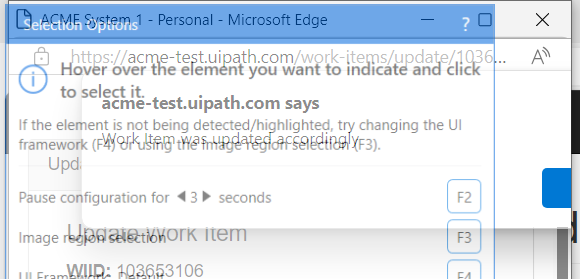 ACME System 1 - Personal - Microsoft Edge
Selection Options
?
https://acme-test.uipath.com/work-items/update/1036...
Hover over the element you want to indicate and click
to select it.
acme-test.uipath.com says
If the element is not being detected/highlighted, try changing the UI
Work Item was updated accordingly
framework (F4) or using the image region selection (F3).
Upda
Pause configuration for 3 seconds
F2
Update Work Item
Image region selection
F3
WIID: 103653106
UI Framework: Default
F4